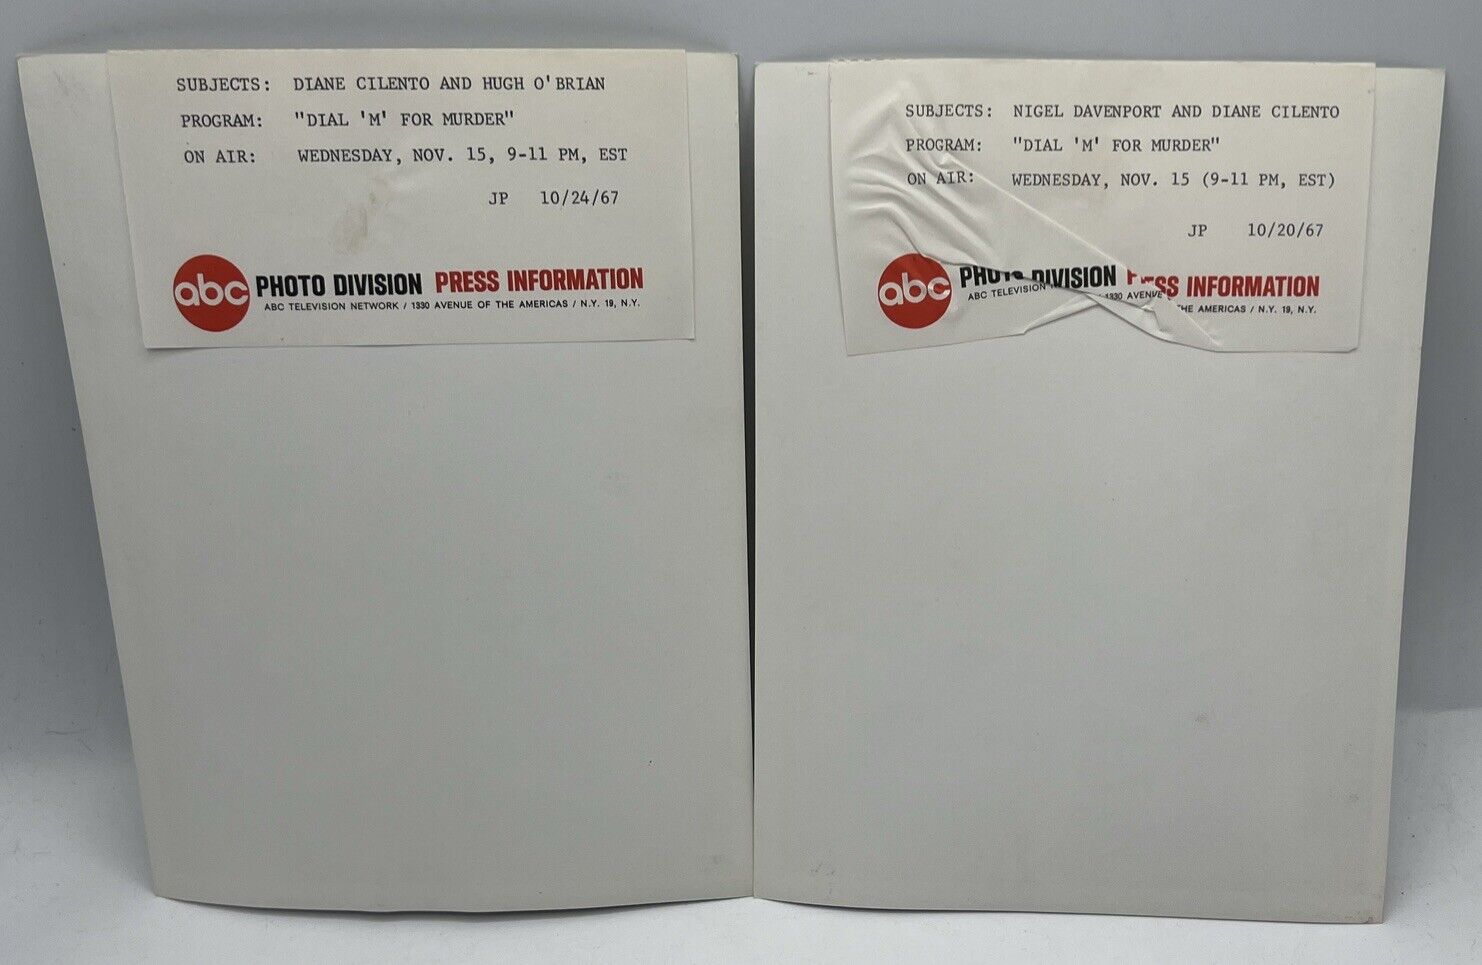 SUBJECTS: DIANE CILENTO AND HUGH O'BRIAN
PROGRAM: "DIAL 'M' FOR MURDER"
ON AIR: WEDNESDAY, NOV. 15, 9-11 PM, EST
JP 10/24/67
abc PHOTO DIVISION PRESS INFORMATION
ABC TELEVISION NETWORK / 1330 AVENUE OF THE AMERICAS / N.Y. 19, N.Y.
SUBJECTS: NIGEL DAVENPORT AND DIANE CILENTO
PROGRAM: "DIAL 'M' FOR MURDER"
ON AIR: WEDNESDAY, NOV. 15 (9-11 PM, EST)
JP 10/20/67
abc PHOTO DIVISION PRESS INFORMATION
ABC TELEVISION / 1330 AVENUE THE AMERICAS / N.Y. 19, N.Y.